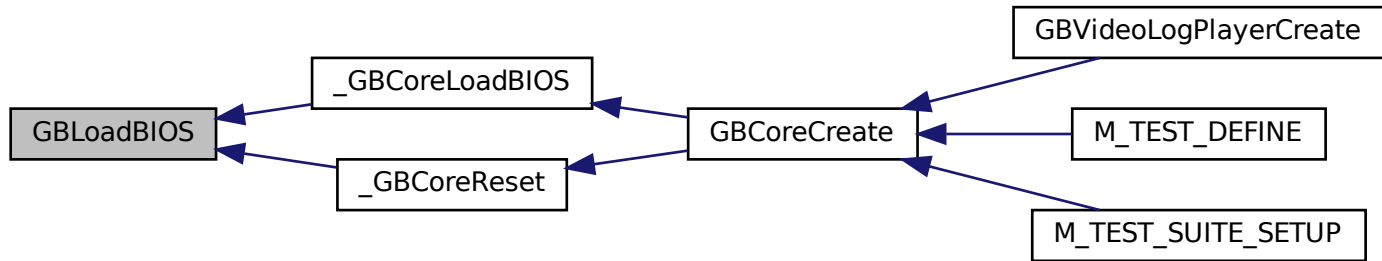 GBLoadBIOS
_GBCoreLoadBIOS
_GBCoreReset
GBCoreCreate
GBVideoLogPlayerCreate
M_TEST_DEFINE
M_TEST_SUITE_SETUP